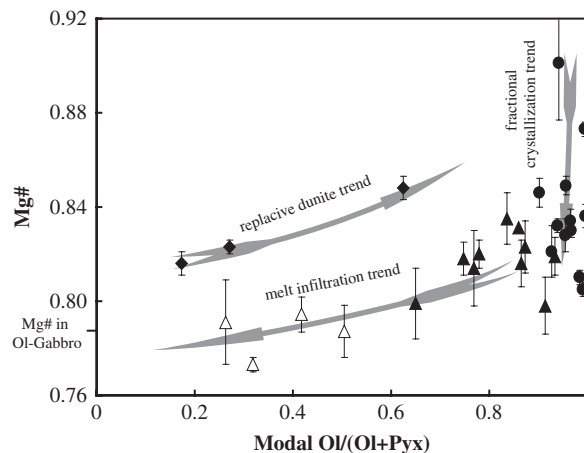 0.92
0.88
0.84
0.80
0.76
Mg#
Mg# in
Ol-Gabbro
fractional
crystallization trend
replacive dunite trend
melt infiltration trend
0 0.2 0.4 0.6 0.8
Modal Ol/(Ol+Pyx)